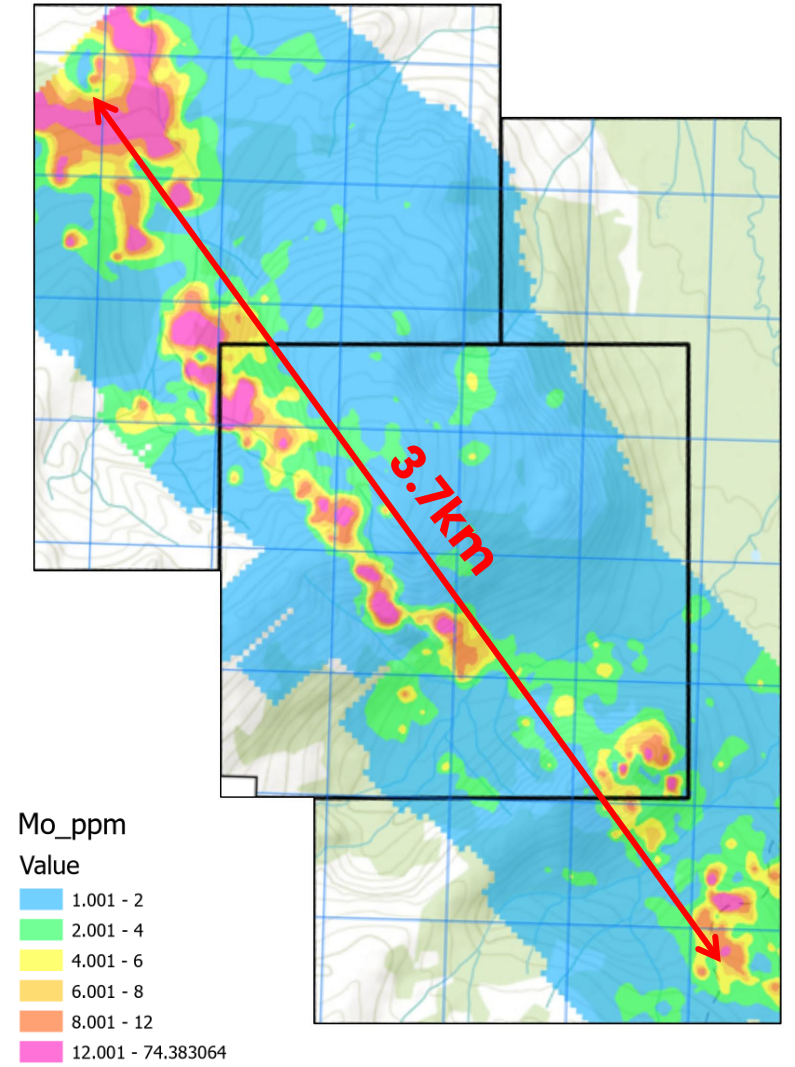 3.7km
Mo_ppm
Value
1.001 - 2
2.001 - 4
4.001 - 6
6.001 - 8
8.001 - 12
12.001 - 74.383064